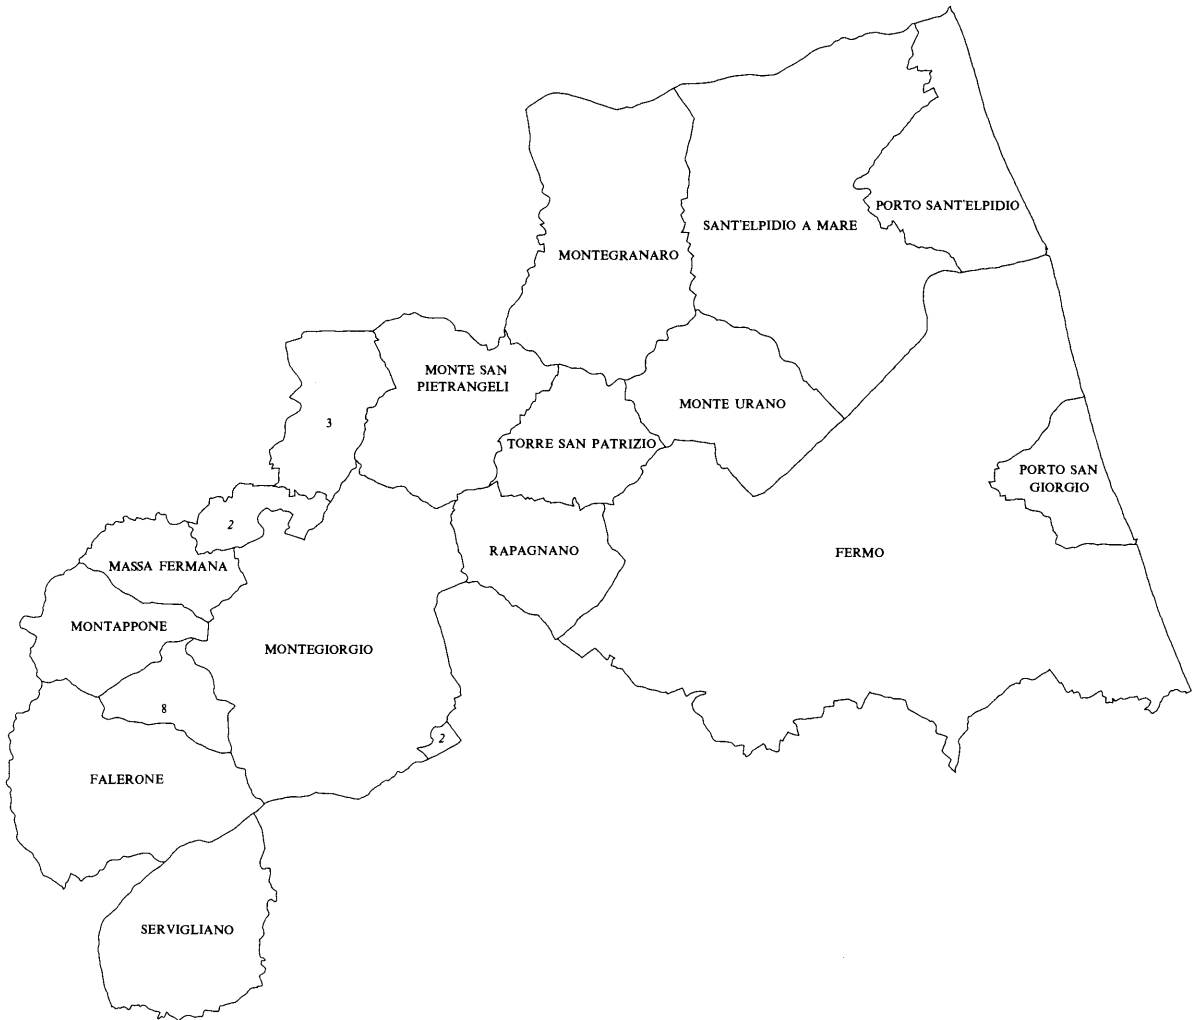 PORTO SANT'ELPIDIO
SANT'ELPIDIO A MARE
MONTEGRANARO
MONTE SAN
PIETRANGELI
MONTE URANO
3
TORRE SAN PATRIZIO
PORTO SAN
GIORGIO
2
RAPAGNANO
FERMO
MASSA FERMANA
MONTAPPONE
MONTEGIORGIO
8
2
FALERONE
SERVIGLIANO